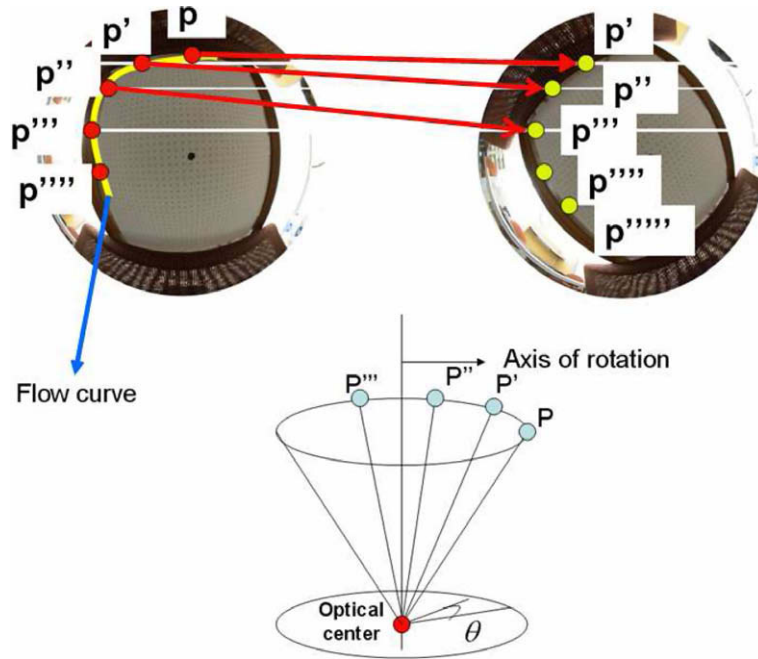 p
p’
p’’
p’’’
p’’’’
p’
p’’
p’’’
p’’’’
p’’’’’
Flow curve
Axis of rotation
P’’’
P’’
P’
P
Optical
center
θ